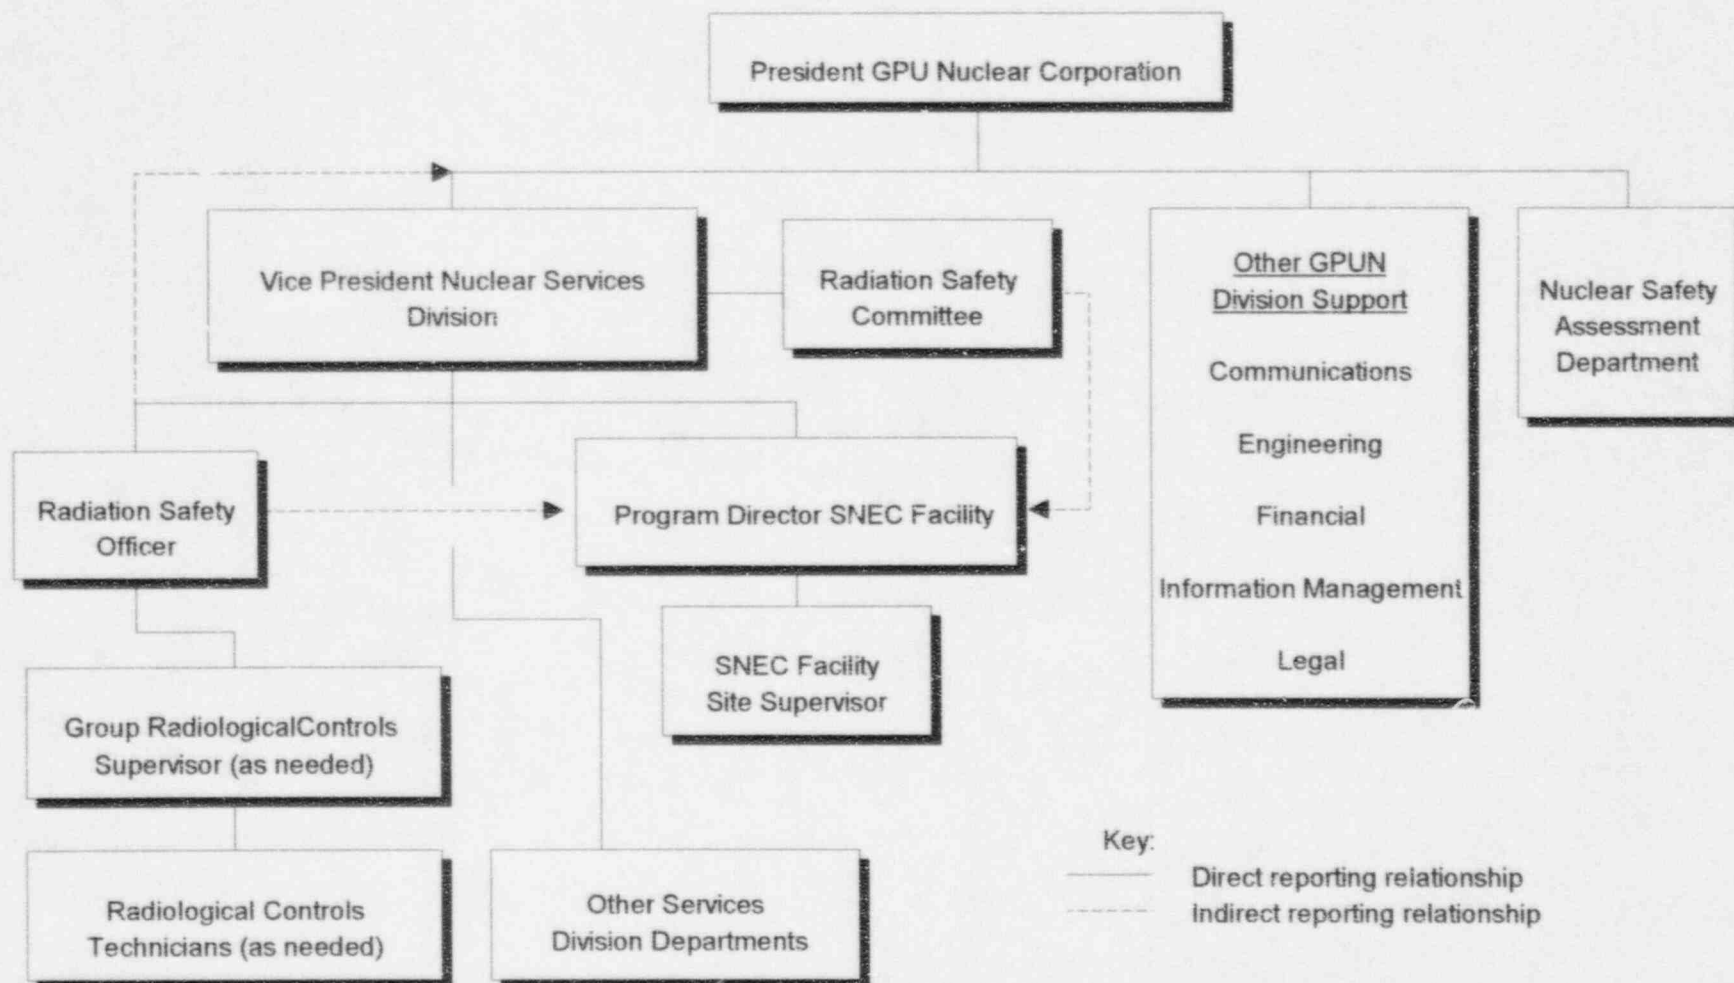 President GPU Nuclear Corporation
Vice President Nuclear Services
Division
Radiation Safety
Committee
Other GPUN
Division Support
Communications
Engineering
Financial
Information Management
Legal
Nuclear Safety
Assessment
Department
Radiation Safety
Officer
Program Director SNEC Facility
SNEC Facility
Site Supervisor
Group RadiologicalControls
Supervisor (as needed)
Radiological Controls
Technicians (as needed)
Other Services
Division Departments
Key:
Direct reporting relationship
Indirect reporting relationship